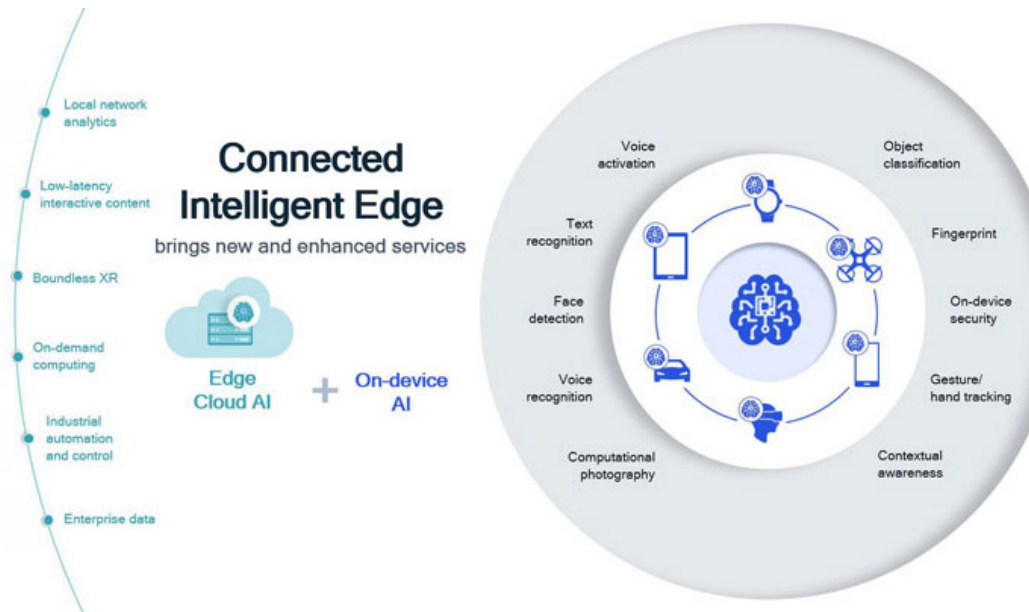 Local network
analytics
Low-latency
interactive content
Boundless XR
On-demand
computing
Industrial
automation
and control
Enterprise data
Connected
Intelligent Edge
brings new and enhanced services
Edge
Cloud AI
+
On-device
AI
Voice
activation
Text
recognition
Face
detection
Voice
recognition
Computational
photography
Object
classification
Fingerprint
On-device
security
Gesture/
hand tracking
Contextual
awareness